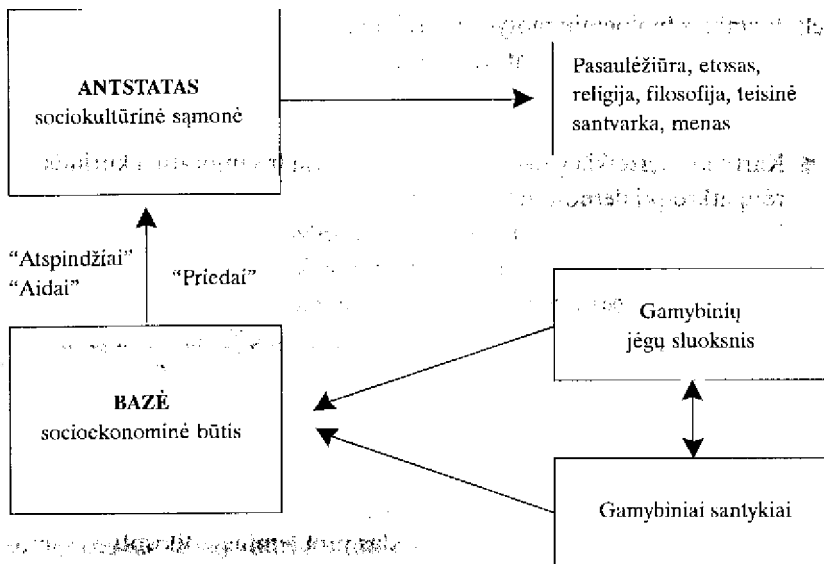 ANTSTATAS
sociokultūrinė sąmonė
Pasaulėžiūra, etosas,
religija, filosofija, teisinė
santvarka, menas
“Atspindžiai”
“Aidai”
“Priedai”
BAZĖ
socioekonominė būtis
Gamybinių
jėgų sluoksnis
Gamybiniai santykiai